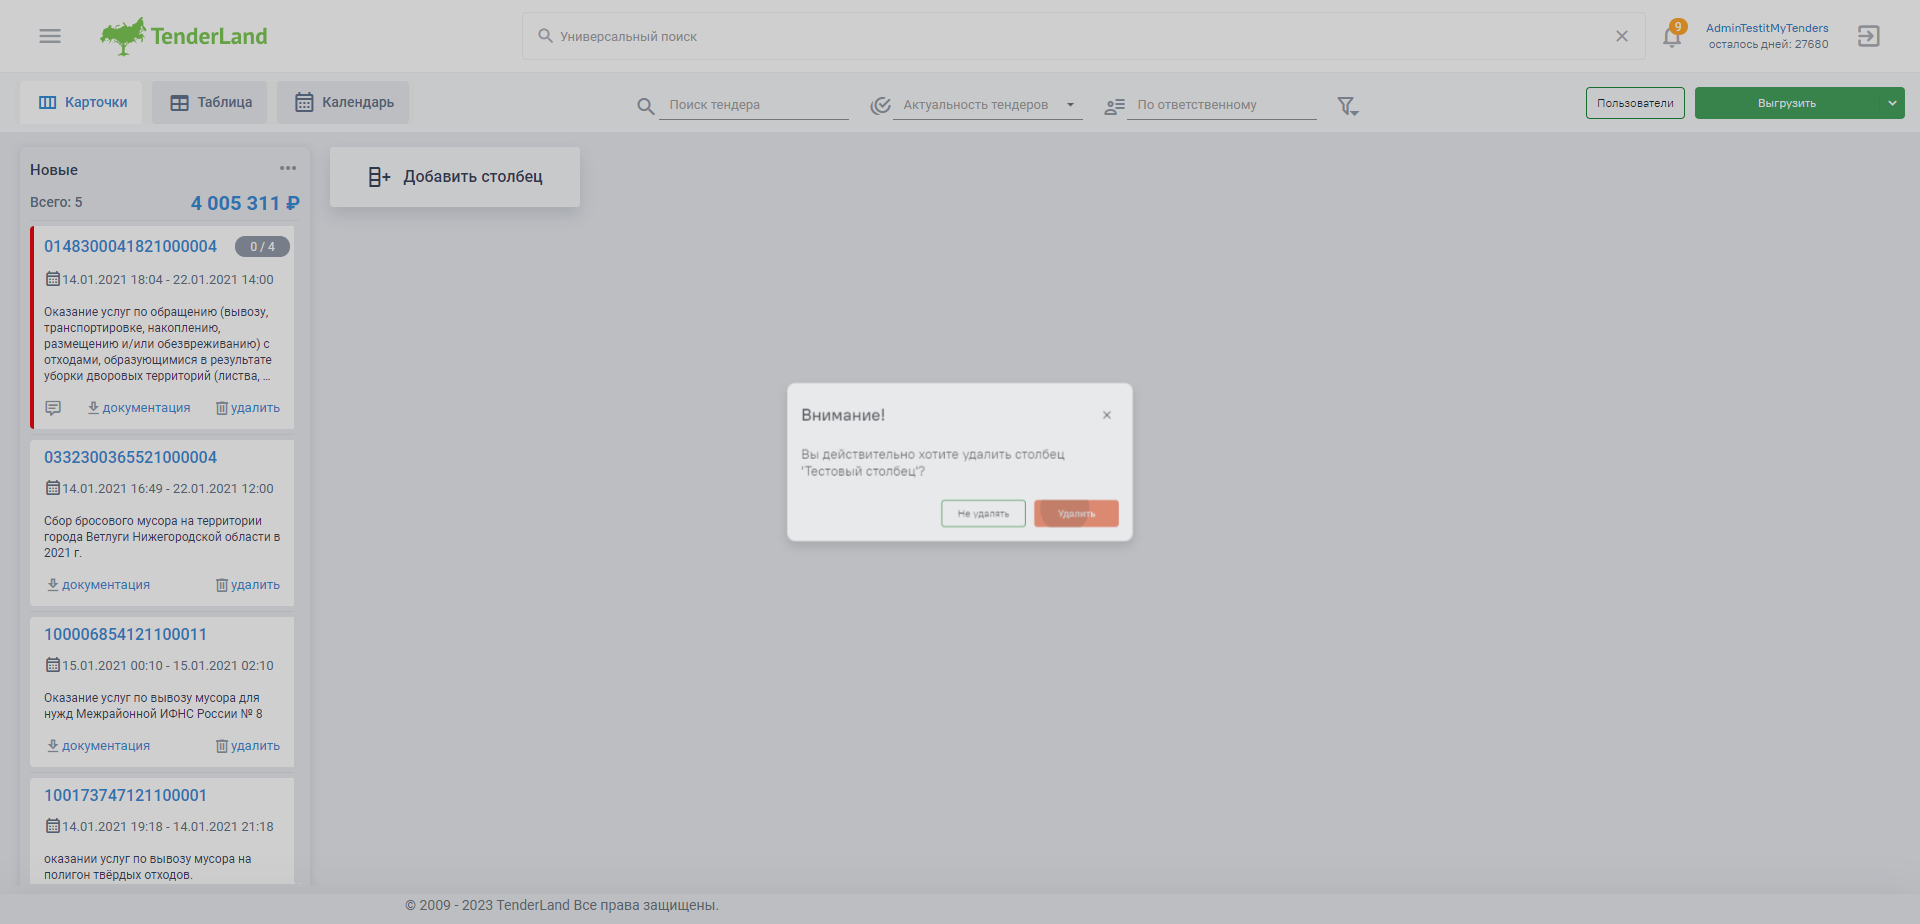 TenderLand
Универсальный поиск
9
AdminTestitMyTenders
осталось дней: 27680
Карточки
Таблица
Календарь
Поиск тендера
Актуальность тендеров
По ответственному
Пользователи
Выгрузить
Новые
Всего: 5
4 005 311 ₽
Добавить столбец
0148300041821000004
0 / 4
14.01.2021 18:04 - 22.01.2021 14:00
Оказание услуг по обращению (вывозу,
транспортировке, накоплению,
размещению и/или обезвреживанию) с
отходами, образующимися в результате
уборки дворовых территорий (листва, ...
документация
удалить
0332300365521000004
14.01.2021 16:49 - 22.01.2021 12:00
Сбор бросового мусора на территории
города Ветлуги Нижегородской области в
2021 г.
документация
удалить
100006854121100011
15.01.2021 00:10 - 15.01.2021 02:10
Оказание услуг по вывозу мусора для
нужд Межрайонной ИФНС России № 8
документация
удалить
100173747121100001
14.01.2021 19:18 - 14.01.2021 21:18
оказании услуг по вывозу мусора на
полигон твёрдых отходов.
Внимание!
Вы действительно хотите удалить столбец
'Тестовый столбец'?
Не удалять
Удалить
© 2009 - 2023 TenderLand Все права защищены.